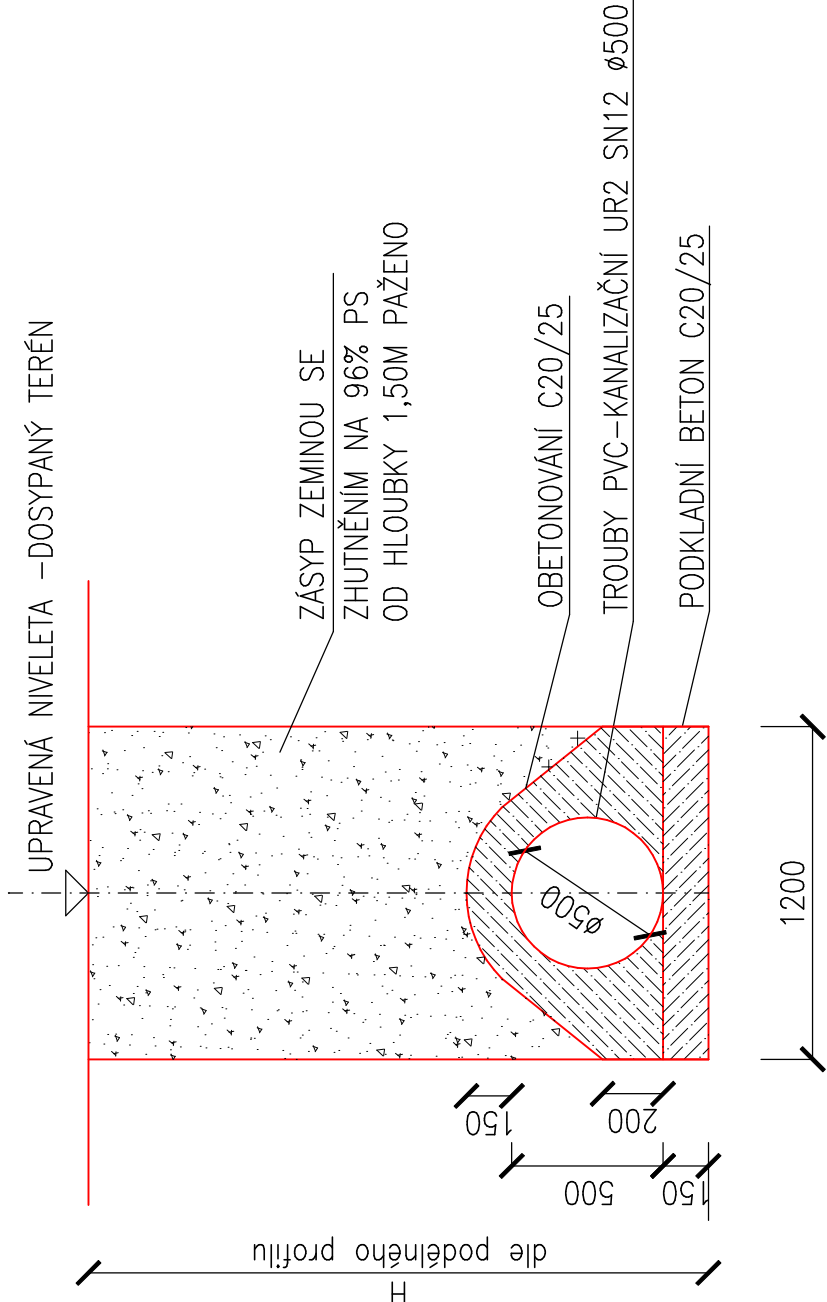 UPRAVENÁ NIVELETA -DOSYPANÝ TERÉN
ZÁSYP ZEMINOU SE
ZHUTNĚNÍM NA 96% PS
OD HLOUBKY 1,50M PAŽENO
OBETONOVÁNÍ C20/25
TROUBY PVC-KANALIZAČNÍ UR2 SN12 ø500
PODKLADNÍ BETON C20/25
ø500
1200
150
200
500
150
H
dle podélného profilu